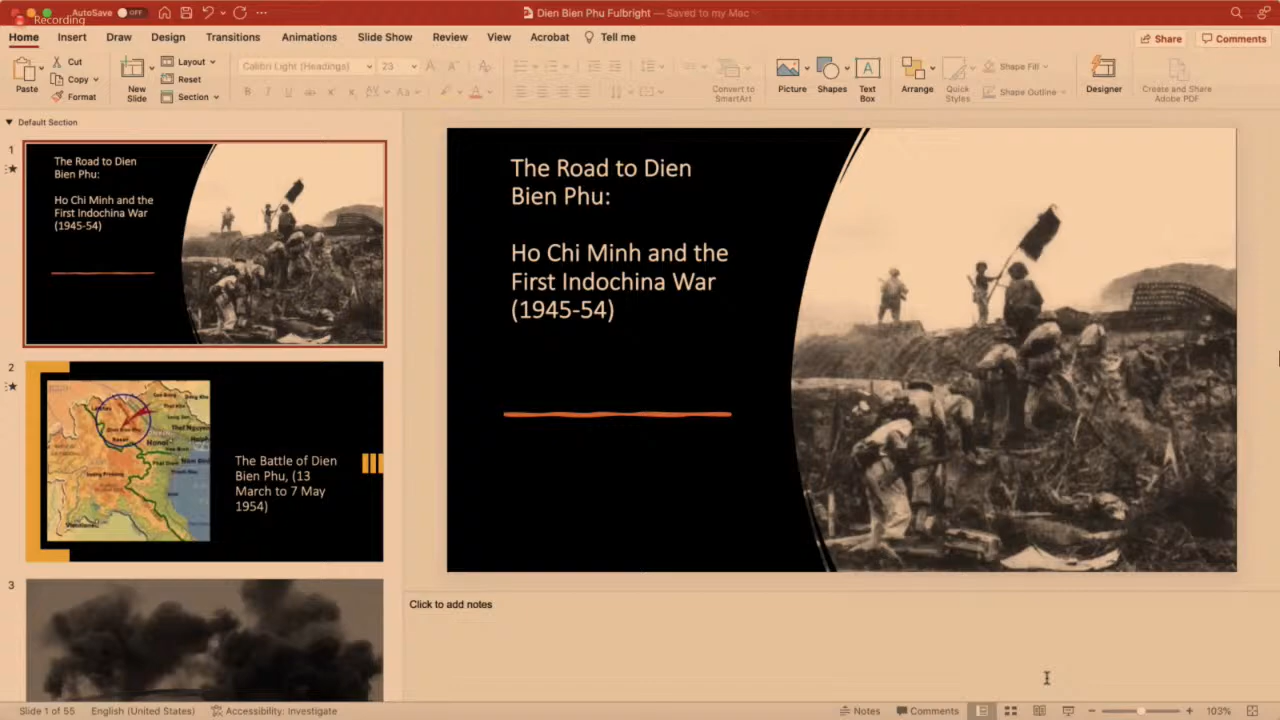 Recording
AutoSave OFF
Dien Bien Phu Fulbright — Saved to my Mac
Home Insert Draw Design Transitions Animations Slide Show Review View Acrobat Tell me
Share Comments
Paste
Cut
Copy
Format
New
Slide
Layout
Reset
Section
Calibri Light (Headings) 23
Convert to
SmartArt
Picture
Shapes
Text
Box
Arrange
Quick
Styles
Shape Fill
Shape Outline
Designer
Create and Share
Adobe PDF
Default Section
1
The Road to Dien
Bien Phu:
Ho Chi Minh and the
First Indochina War
(1945-54)
2
The Battle of Dien
Bien Phu, (13
March to 7 May
1954)
3
The Road to Dien
Bien Phu:
Ho Chi Minh and the
First Indochina War
(1945-54)
Click to add notes
Slide 1 of 55 English (United States) Accessibility: Investigate
Notes Comments 103%